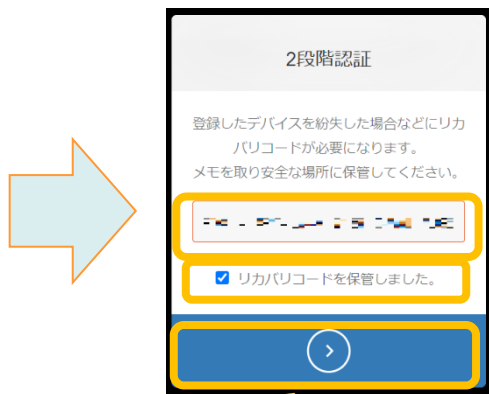 2段階認証
登録したデバイスを紛失した場合などにリカ
バリコードが必要になります。
メモを取り安全な場所に保管してください。
リカバリコードを保管しました。